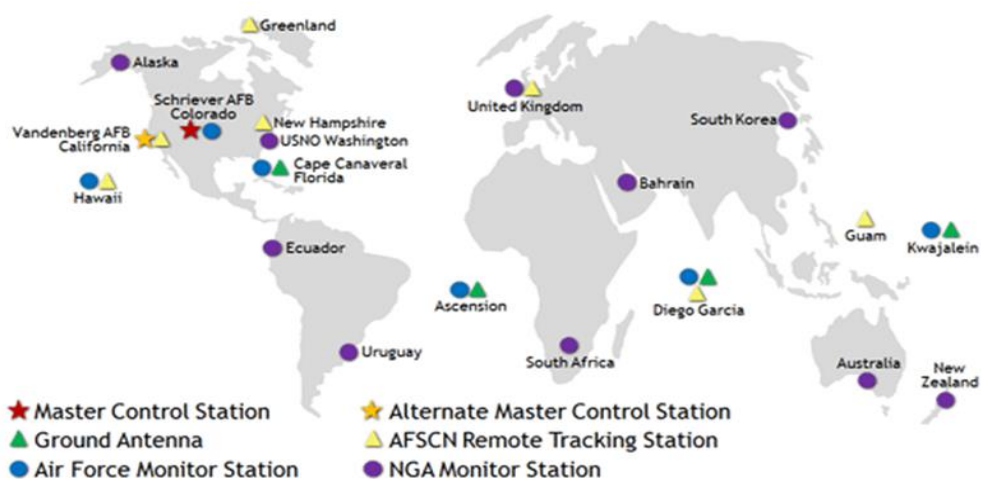 Greenland
Alaska
Schriever AFB
Colorado
Vandenberg AFB
California
New Hampshire
USNO Washington
Cape Canaveral
Florida
Hawaii
United Kingdom
South Korea
Bahrain
Guam
Kwajalein
Ecuador
Ascension
Diego Garcia
Uruguay
South Africa
Australia
New
Zealand
Master Control Station
Alternate Master Control Station
Ground Antenna
AFSCN Remote Tracking Station
Air Force Monitor Station
NGA Monitor Station